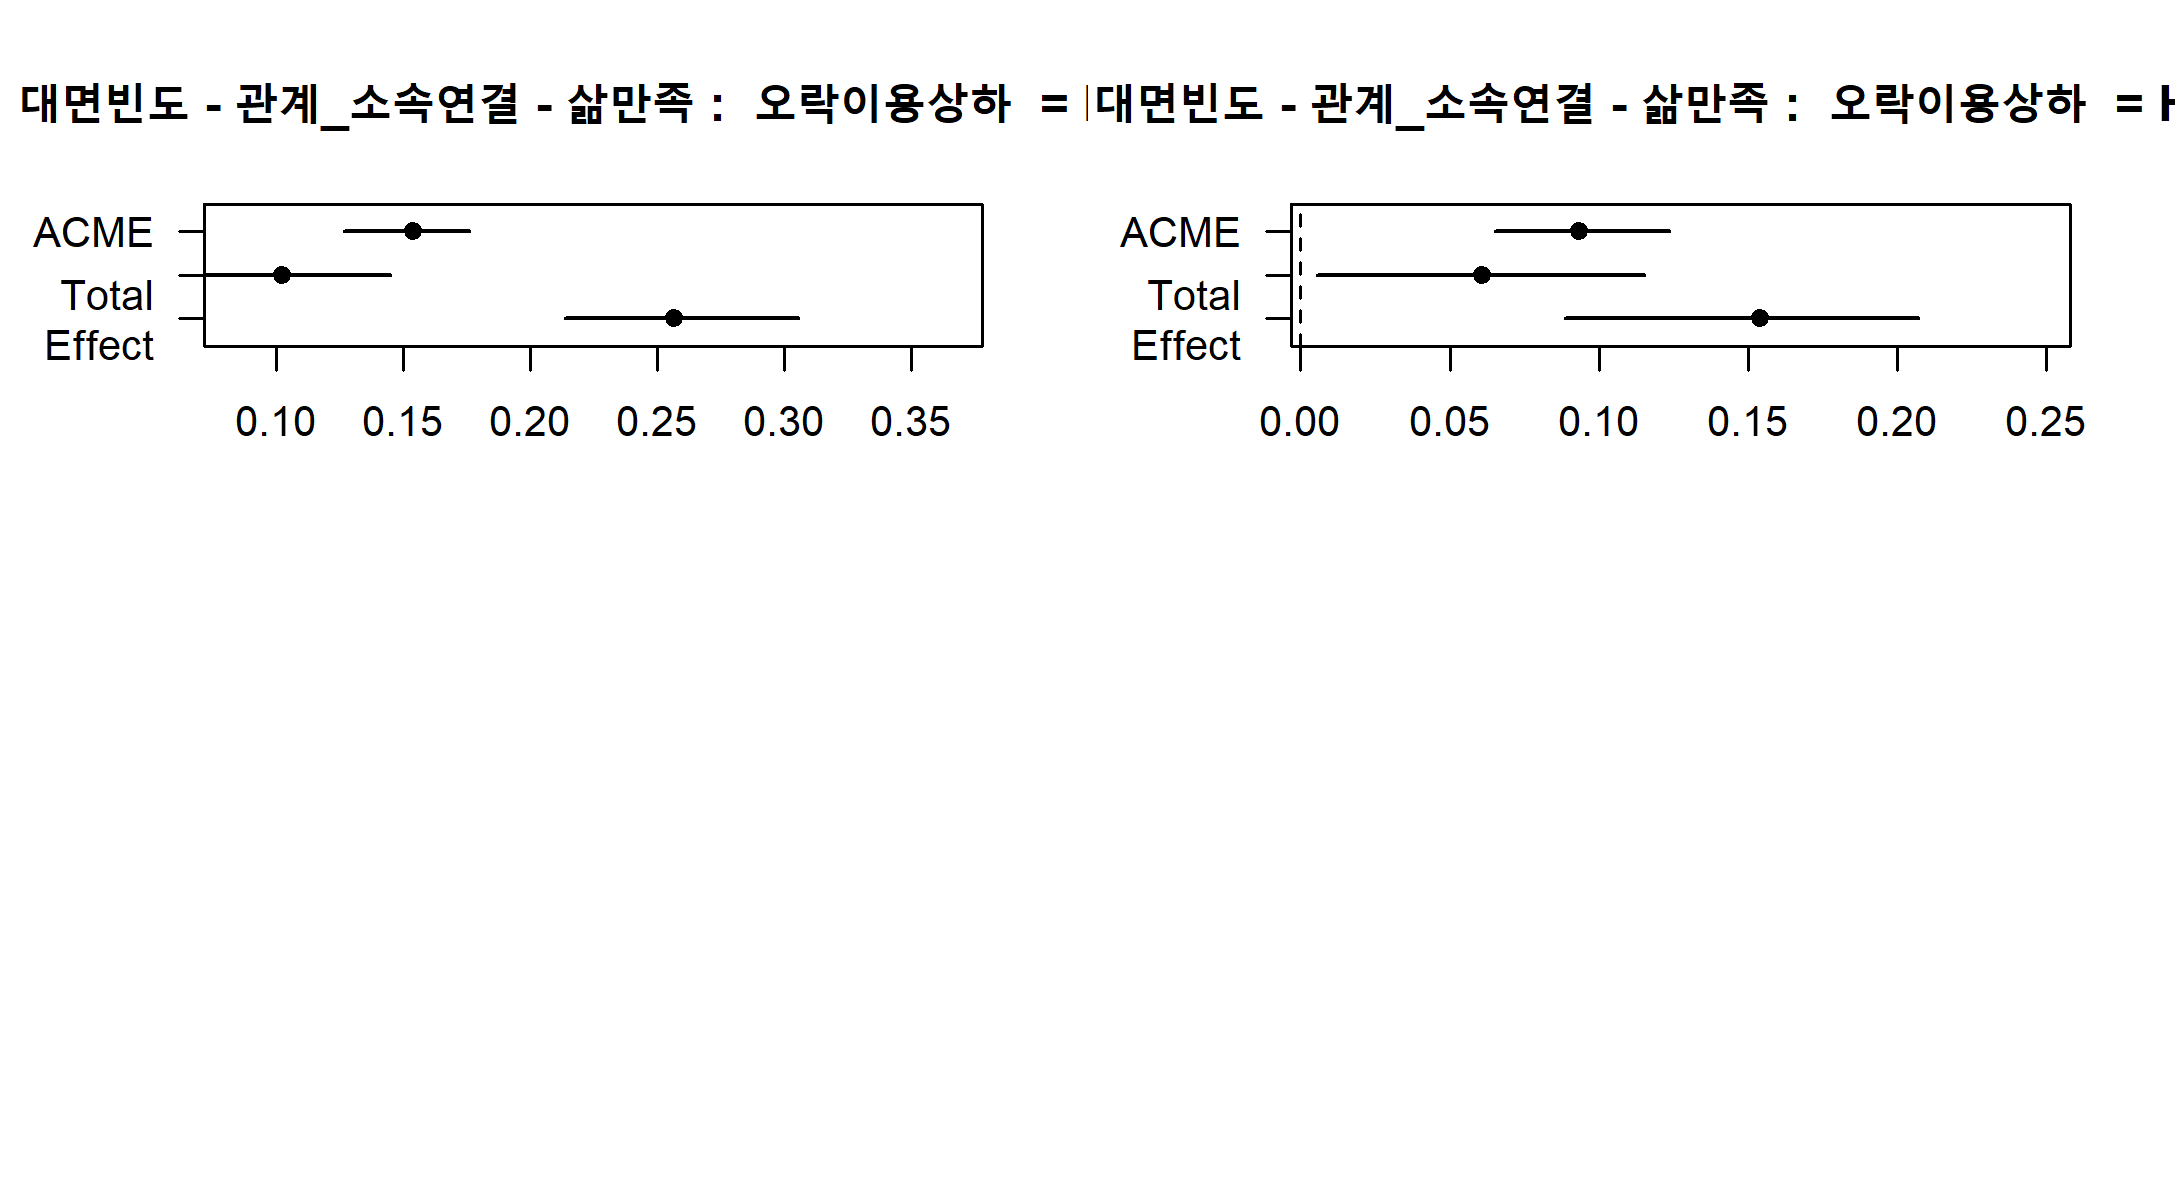 대면빈도 - 관계_소속연결 - 삶만족 : 오락이용상하 =
ACME
Total
Effect
0.10 0.15 0.20 0.25 0.30 0.35
대면빈도 - 관계_소속연결 - 삶만족 : 오락이용상하 =
ACME
Total
Effect
0.00 0.05 0.10 0.15 0.20 0.25